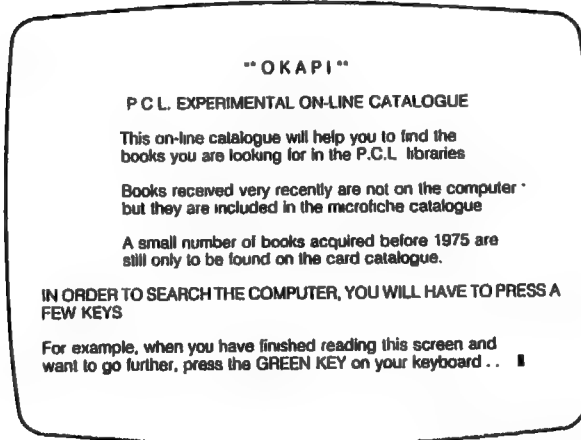 "" O K A P I ""
P C L. EXPERIMENTAL ON-LINE CATALOGUE
This on-line catalogue will help you to find the
books you are looking for in the P.C.L libraries
Books received very recently are not on the computer
but they are included in the microfiche catalogue
A small number of books acquired before 1975 are
still only to be found on the card catalogue.
IN ORDER TO SEARCH THE COMPUTER, YOU WILL HAVE TO PRESS A
FEW KEYS
For example, when you have finished reading this screen and
want to go further, press the GREEN KEY on your keyboard . .